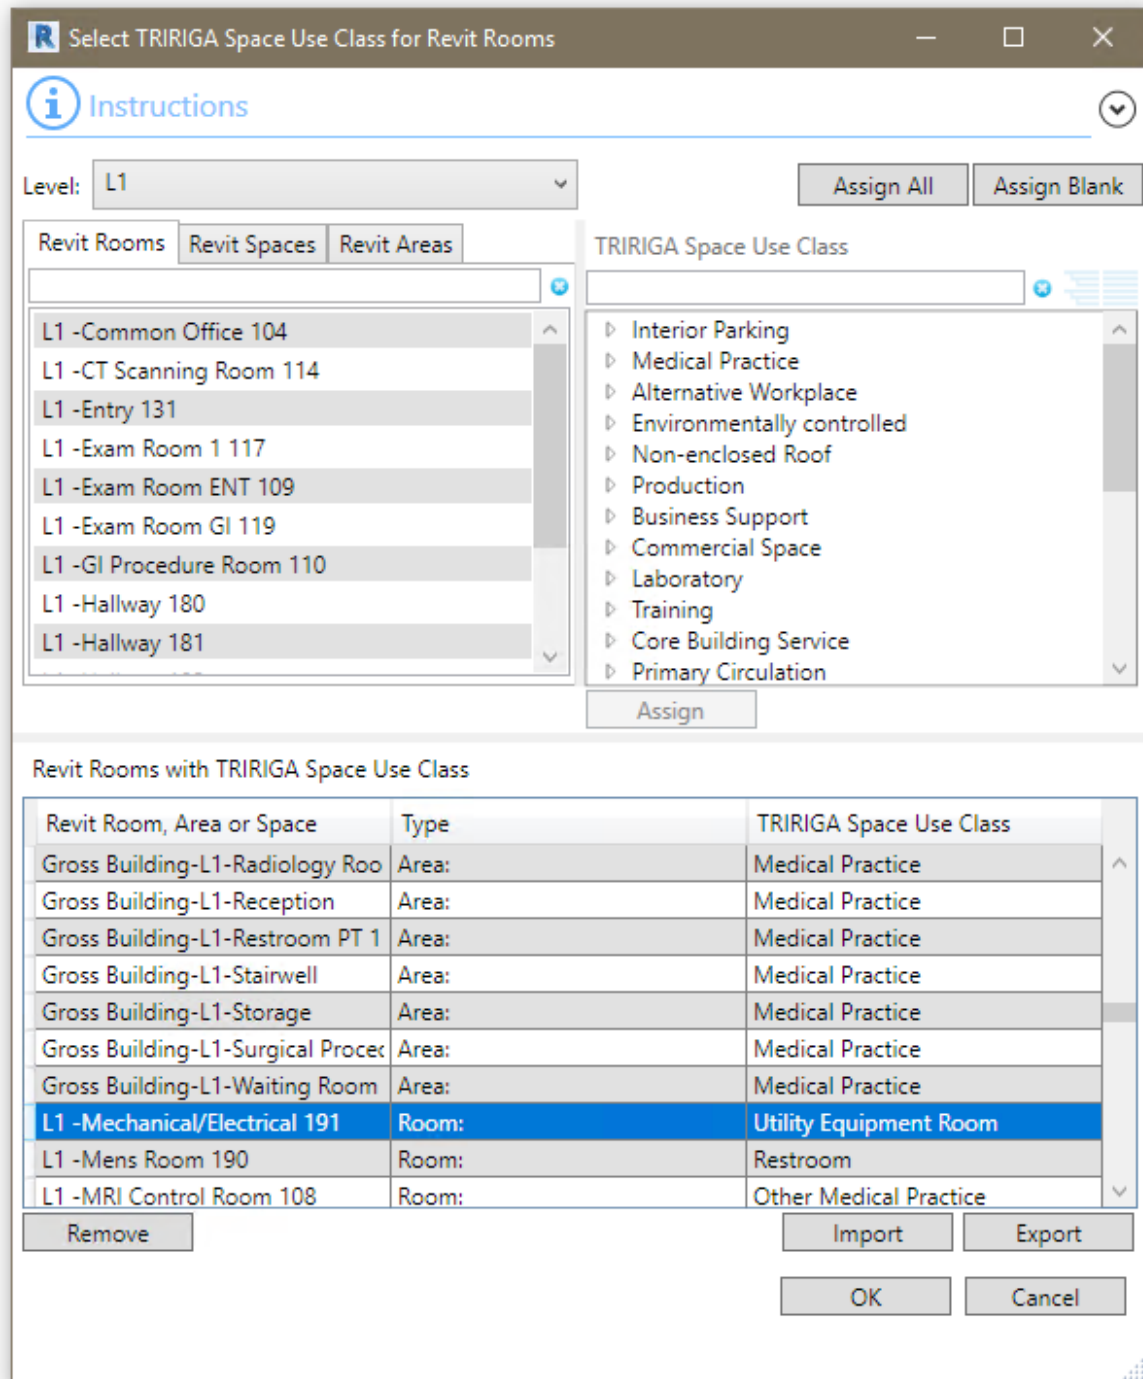 R Select TRIRIGA Space Use Class for Revit Rooms
i Instructions
Level: L1 Assign All Assign Blank
Revit Rooms Revit Spaces Revit Areas
L1 -Common Office 104
L1 -CT Scanning Room 114
L1 -Entry 131
L1 -Exam Room 1 117
L1 -Exam Room ENT 109
L1 -Exam Room GI 119
L1 -GI Procedure Room 110
L1 -Hallway 180
L1 -Hallway 181
TRIRIGA Space Use Class
Interior Parking
Medical Practice
Alternative Workplace
Environmentally controlled
Non-enclosed Roof
Production
Business Support
Commercial Space
Laboratory
Training
Core Building Service
Primary Circulation
Assign
Revit Rooms with TRIRIGA Space Use Class
Revit Room, Area or Space Type TRIRIGA Space Use Class
Gross Building-L1-Radiology Roo Area: Medical Practice
Gross Building-L1-Reception Area: Medical Practice
Gross Building-L1-Restroom PT 1 Area: Medical Practice
Gross Building-L1-Stairwell Area: Medical Practice
Gross Building-L1-Storage Area: Medical Practice
Gross Building-L1-Surgical Proced Area: Medical Practice
Gross Building-L1-Waiting Room Area: Medical Practice
L1 -Mechanical/Electrical 191 Room: Utility Equipment Room
L1 -Mens Room 190 Room: Restroom
L1 -MRI Control Room 108 Room: Other Medical Practice
Remove Import Export
OK Cancel